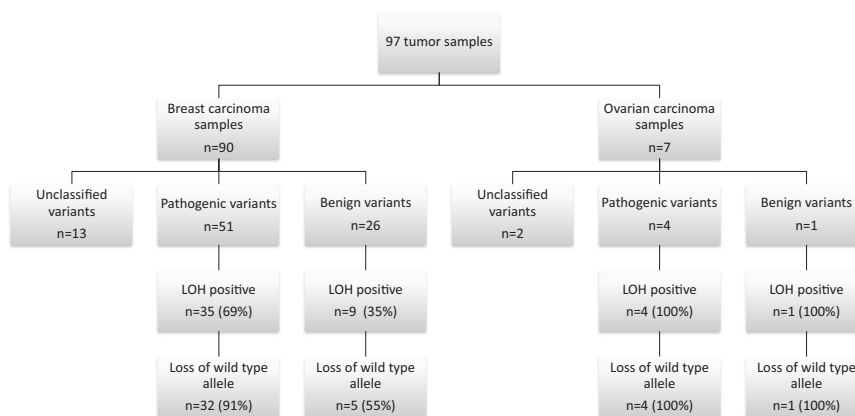 97 tumor samples
Breast carcinoma
samples
n=90
Ovarian carcinoma
samples
n=7
Unclassified
variants
n=13
Pathogenic variants
n=51
Benign variants
n=26
Unclassified
variants
n=2
Pathogenic variants
n=4
Benign variants
n=1
LOH positive
n=35 (69%)
LOH positive
n=9 (35%)
LOH positive
n=4 (100%)
LOH positive
n=1 (100%)
Loss of wild type
allele
n=32 (91%)
Loss of wild type
allele
n=5 (55%)
Loss of wild type
allele
n=4 (100%)
Loss of wild type
allele
n=1 (100%)